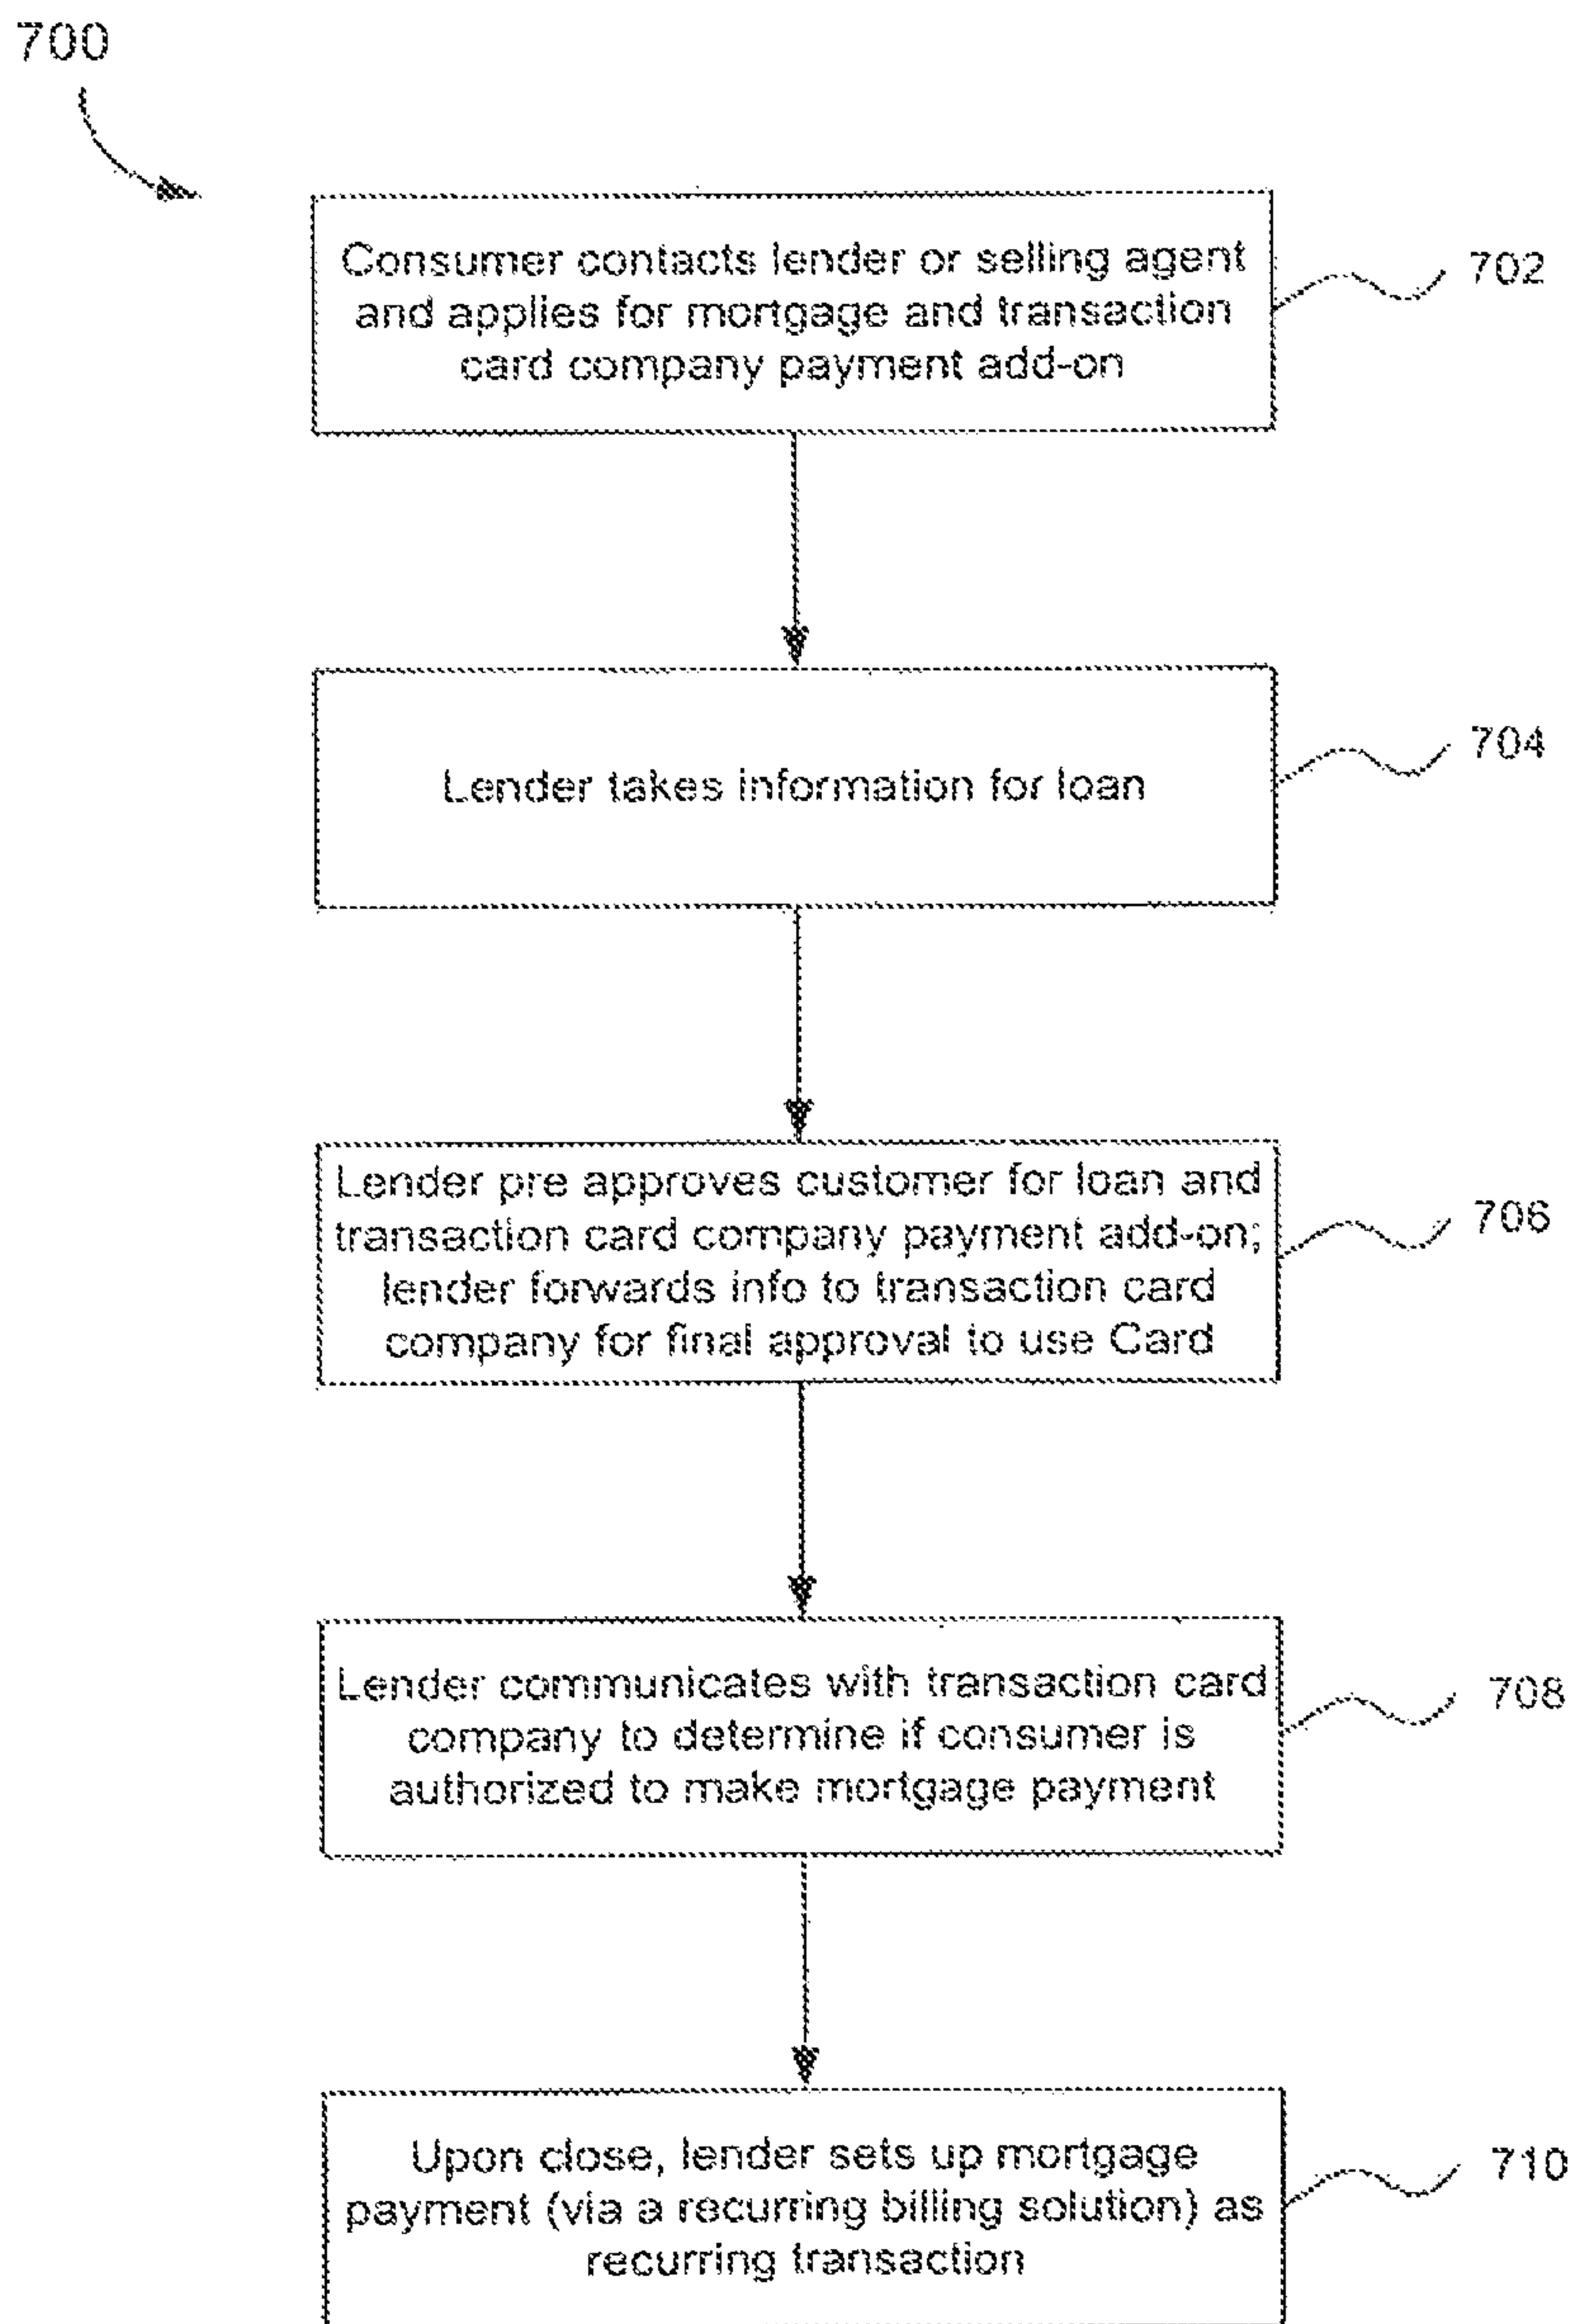 700
Consumer contacts lender or selling agent
and applies for mortgage and transaction
card company payment add-on
702
Lender takes information for loan
704
Lender pre approves customer for loan and
transaction card company payment add-on;
lender forwards info to transaction card
company for final approval to use Card
706
Lender communicates with transaction card
company to determine if consumer is
authorized to make mortgage payment
708
Upon close, lender sets up mortgage
payment (via a recurring billing solution) as
recurring transaction
710